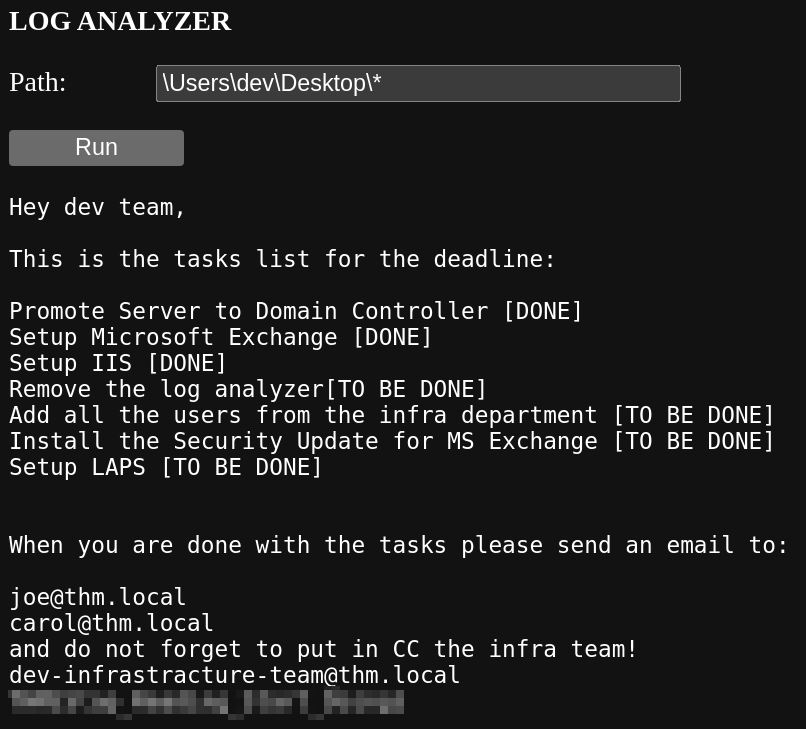 LOG ANALYZER
Path: \Users\dev\Desktop\*
Run
Hey dev team,
This is the tasks list for the deadline:
Promote Server to Domain Controller [DONE]
Setup Microsoft Exchange [DONE]
Setup IIS [DONE]
Remove the log analyzer[TO BE DONE]
Add all the users from the infra department [TO BE DONE]
Install the Security Update for MS Exchange [TO BE DONE]
Setup LAPS [TO BE DONE]
When you are done with the tasks please send an email to:
joe@thm.local
carol@thm.local
and do not forget to put in CC the infra team!
dev-infrastracture-team@thm.local